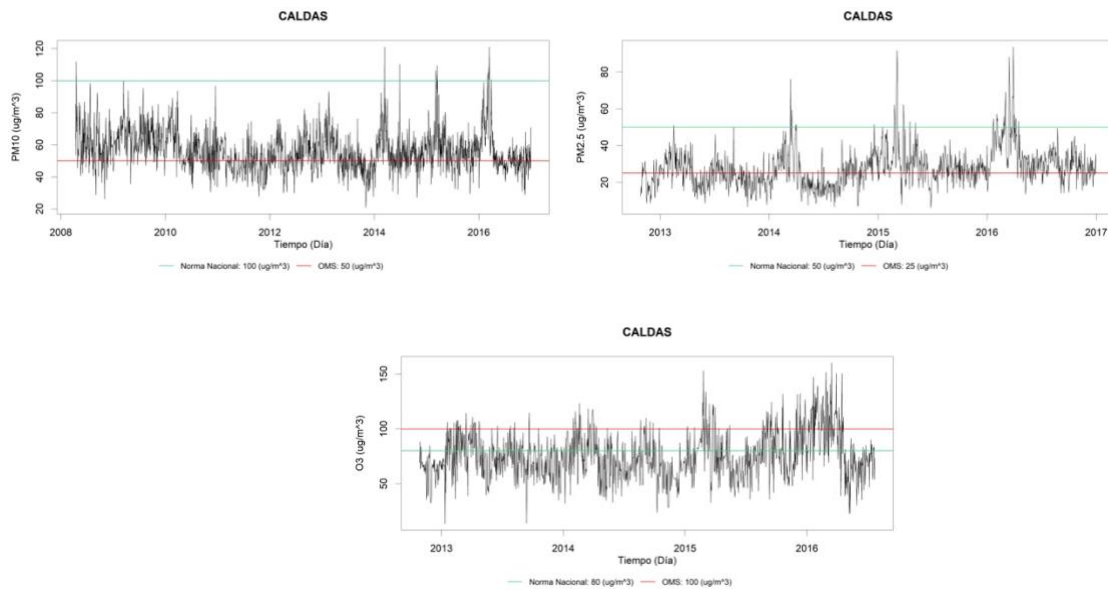 CALDAS
PM10 (ug/m^3)
120
100
80
60
40
20
2008 2010 2012 2014 2016
Tiempo (Día)
Norma Nacional: 100 (ug/m^3) OMS: 50 (ug/m^3)
CALDAS
PM2.5 (ug/m^3)
80
60
40
20
2013 2014 2015 2016 2017
Tiempo (Día)
Norma Nacional: 50 (ug/m^3) OMS: 25 (ug/m^3)
CALDAS
O3 (ug/m^3)
150
100
50
2013 2014 2015 2016
Tiempo (Día)
Norma Nacional: 80 (ug/m^3) OMS: 100 (ug/m^3)